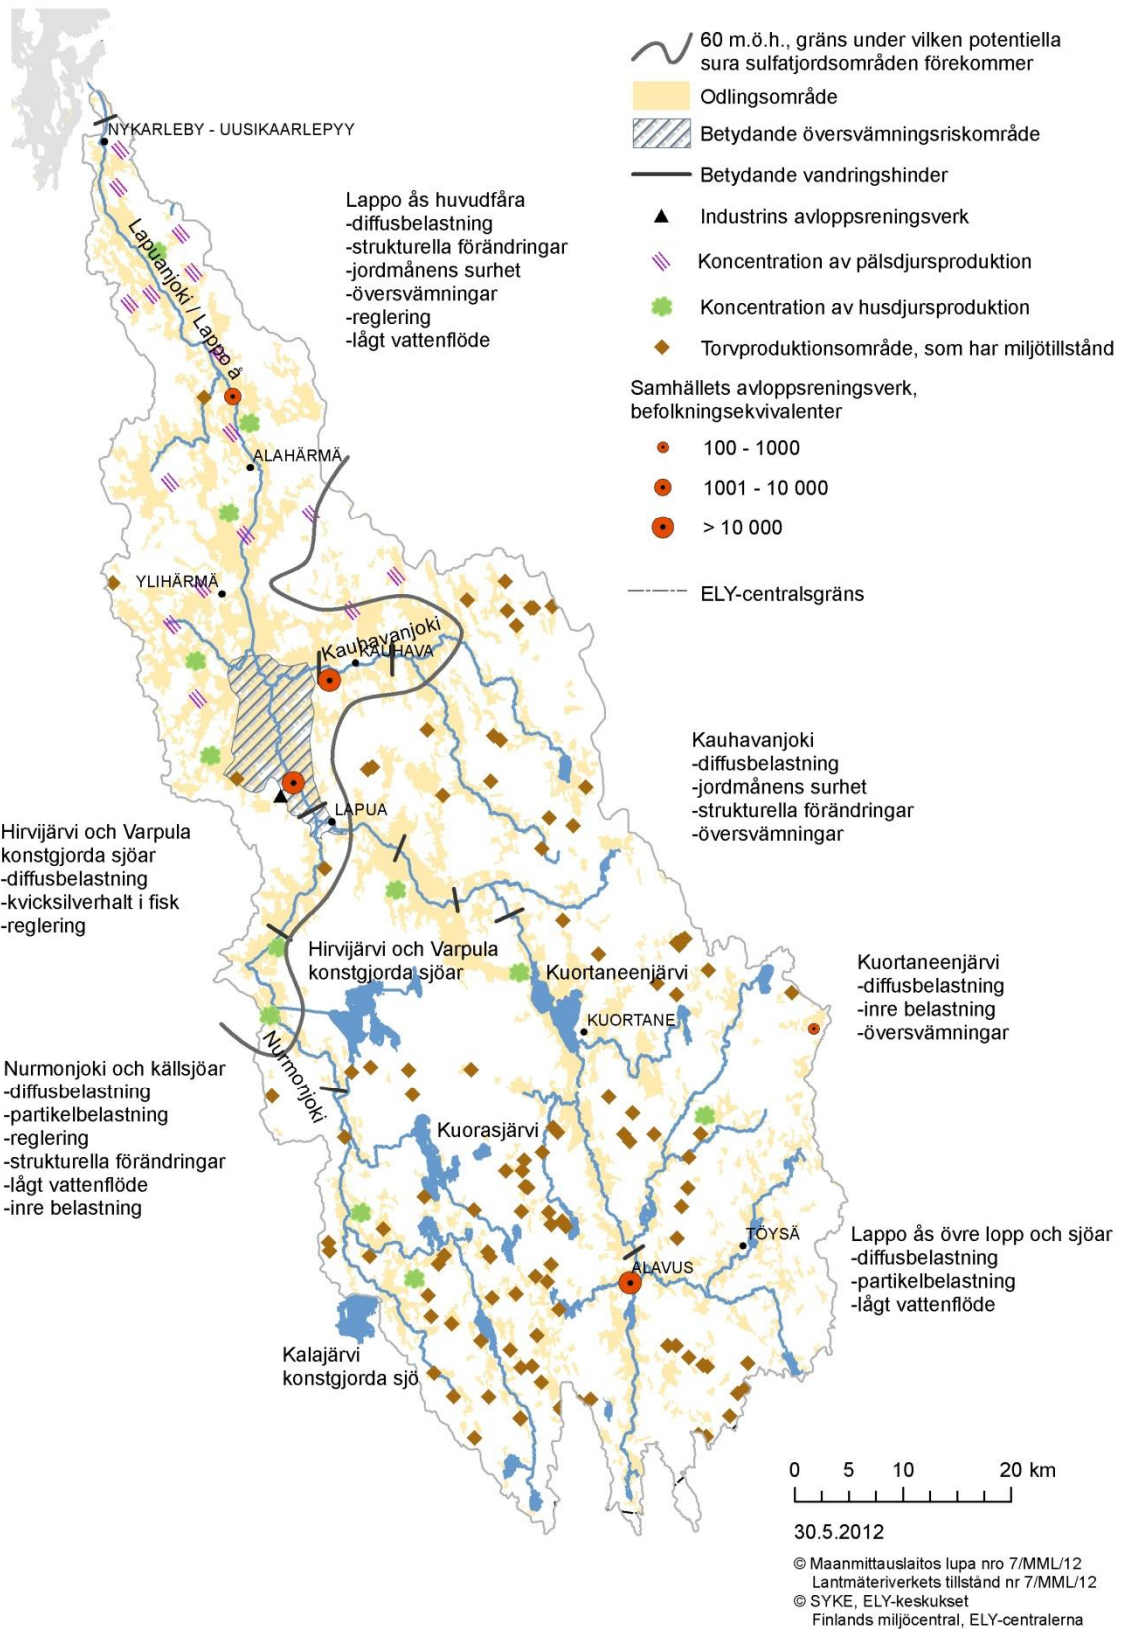 60 m.ö.h., gräns under vilken potentiella
sura sulfatjordsområden förekommer
Odlingsområde
Betydande översvämningsriskområde
Betydande vandringshinder
Industrins avloppsreningsverk
Koncentration av pälsdjursproduktion
Koncentration av husdjursproduktion
Torvproduktionsområde, som har miljötillstånd
Samhällets avloppsreningsverk,
befolkningsekvivalenter
100 - 1000
1001 - 10 000
> 10 000
ELY-centralsgräns
NYKARLEBY - UUSIKAARLEPYY
Lappo ås huvudfåra
-diffusbelastning
-strukturella förändringar
-jordmånens surhet
-översvämningar
-reglering
-lågt vattenflöde
Lapuanjoki / Lappo å
ALAHÄRMÄ
YLIHÄRMÄ
Kauhavanjoki
KAUHAVA
Kauhavanjoki
-diffusbelastning
-jordmånens surhet
-strukturella förändringar
-översvämningar
LAPUA
Hirvijärvi och Varpula
konstgjorda sjöar
-diffusbelastning
-kvicksilverhalt i fisk
-reglering
Hirvijärvi och Varpula
konstgjorda sjöar
Kuortaneenjärvi
KUORTANE
Kuortaneenjärvi
-diffusbelastning
-inre belastning
-översvämningar
Nurmonjoki
Nurmonjoki och källsjöar
-diffusbelastning
-partikelbelastning
-reglering
-strukturella förändringar
-lågt vattenflöde
-inre belastning
Kuorasjärvi
TÖYSÄ
ALAVUS
Lappo ås övre lopp och sjöar
-diffusbelastning
-partikelbelastning
-lågt vattenflöde
Kalajärvi
konstgjorda sjö
0 5 10 20 km
30.5.2012
© Maanmittauslaitos lupa nro 7/MML/12
Lantmäteriverkets tillstånd nr 7/MML/12
© SYKE, ELY-keskukset
Finlands miljöcentral, ELY-centralerna